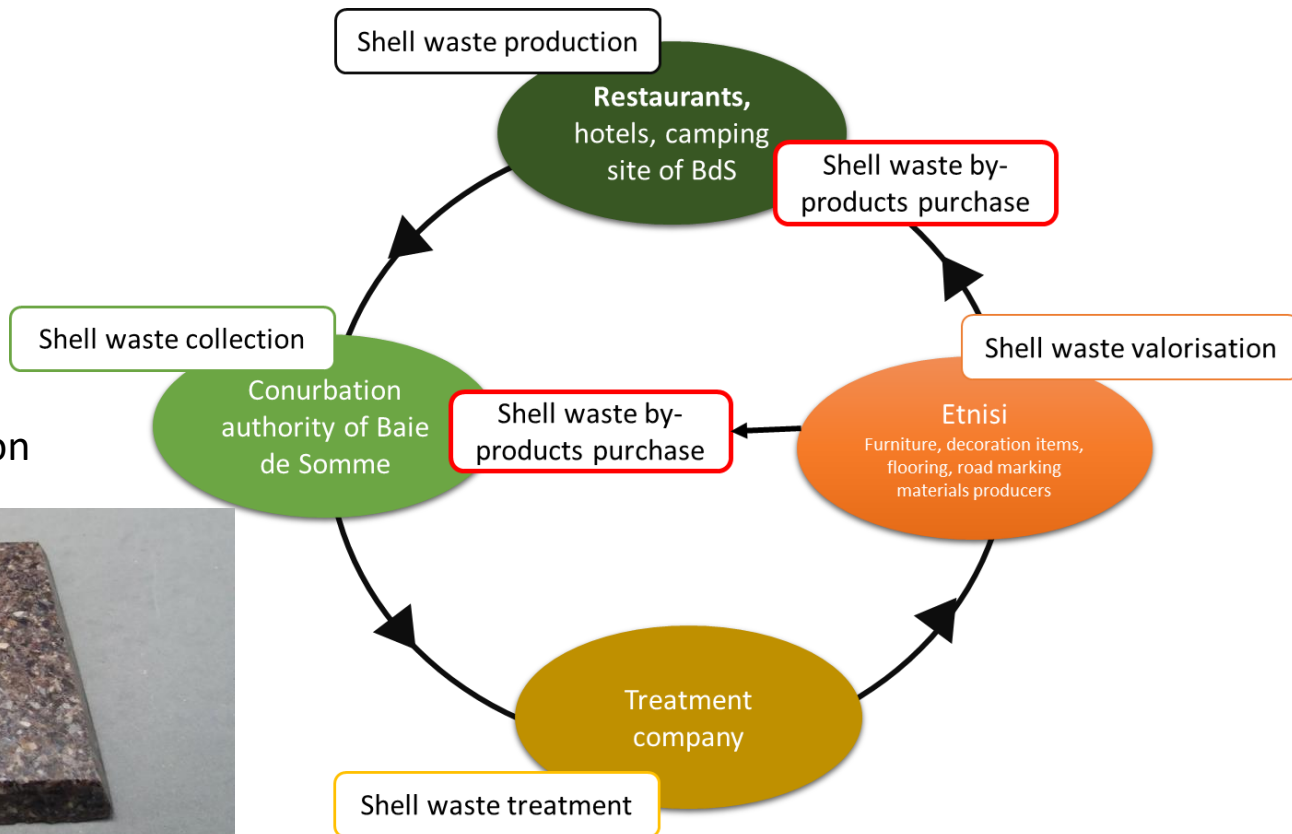 Shell waste production
Restaurants,
hotels, camping
site of BdS
Shell waste by-
products purchase
Shell waste collection
Conurbation
authority of Baie
de Somme
Shell waste by-
products purchase
Shell waste valorisation
Etnisi
Furniture, decoration items,
flooring, road marking
materials producers
on
Treatment
company
Shell waste treatment